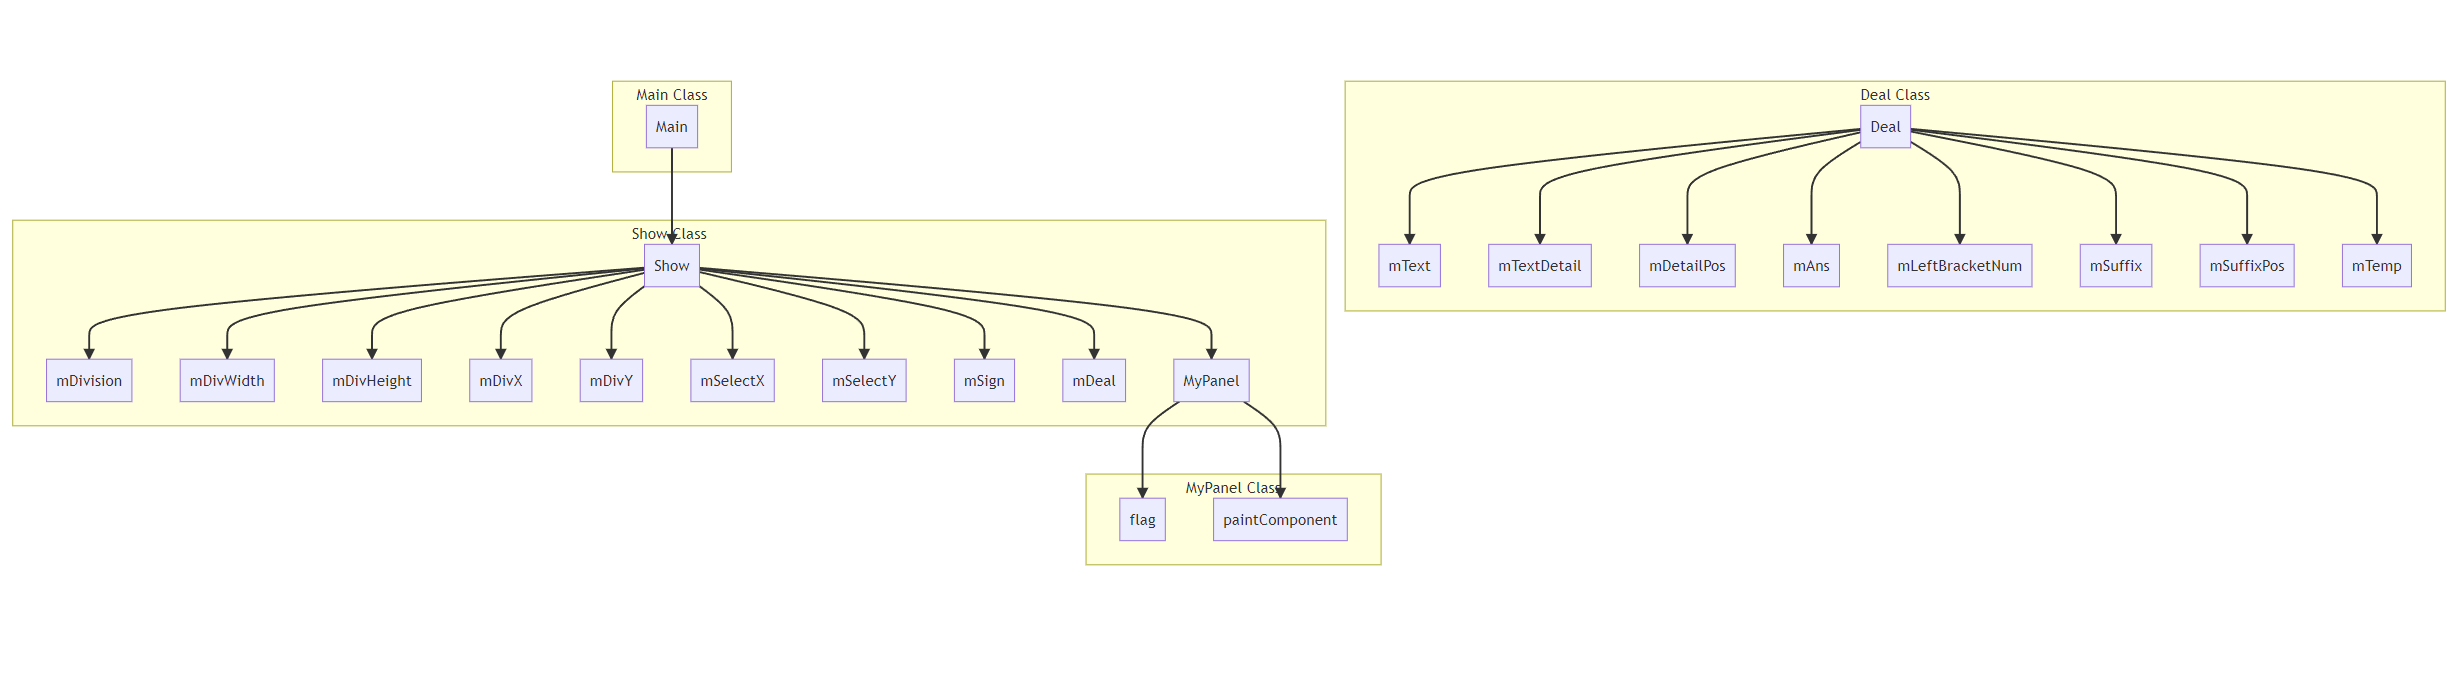 Main Class
Main
Show Class
Show
mDivision
mDivWidth
mDivHeight
mDivX
mDivY
mSelectX
mSelectY
mSign
mDeal
MyPanel
MyPanel Class
flag
paintComponent
Deal Class
Deal
mText
mTextDetail
mDetailPos
mAns
mLeftBracketNum
mSuffix
mSuffixPos
mTemp